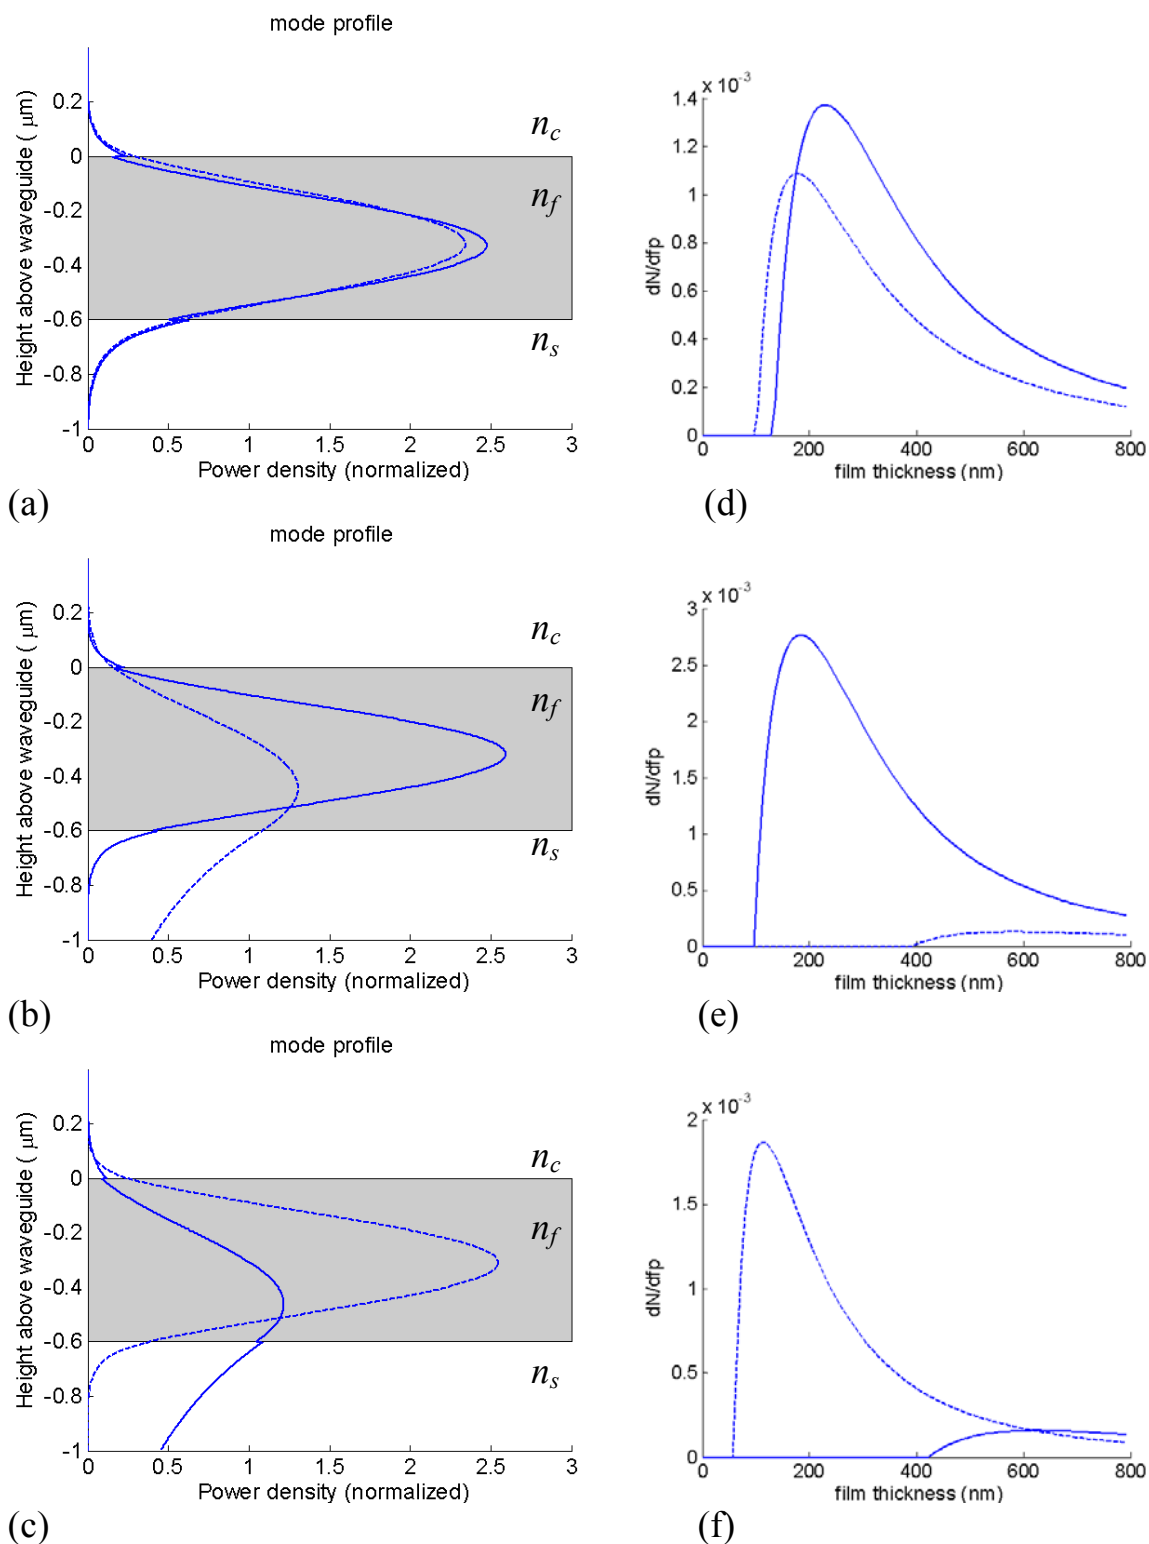 mode profile
Height above waveguide ( μm)
0.2
0
-0.2
-0.4
-0.6
-0.8
-1
n_c
n_f
n_s
0 0.5 1 1.5 2 2.5 3
Power density (normalized)
(a)
x 10^-3
dN/dfp
1.4
1.2
1
0.8
0.6
0.4
0.2
0
0 200 400 600 800
film thickness (nm)
(d)
mode profile
Height above waveguide ( μm)
0.2
0
-0.2
-0.4
-0.6
-0.8
-1
n_c
n_f
n_s
0 0.5 1 1.5 2 2.5 3
Power density (normalized)
(b)
x 10^-3
dN/dfp
3
2.5
2
1.5
1
0.5
0
0 200 400 600 800
film thickness (nm)
(e)
mode profile
Height above waveguide ( μm)
0.2
0
-0.2
-0.4
-0.6
-0.8
-1
n_c
n_f
n_s
0 0.5 1 1.5 2 2.5 3
Power density (normalized)
(c)
x 10^-3
dN/dfp
2
1.5
1
0.5
0
0 200 400 600 800
film thickness (nm)
(f)